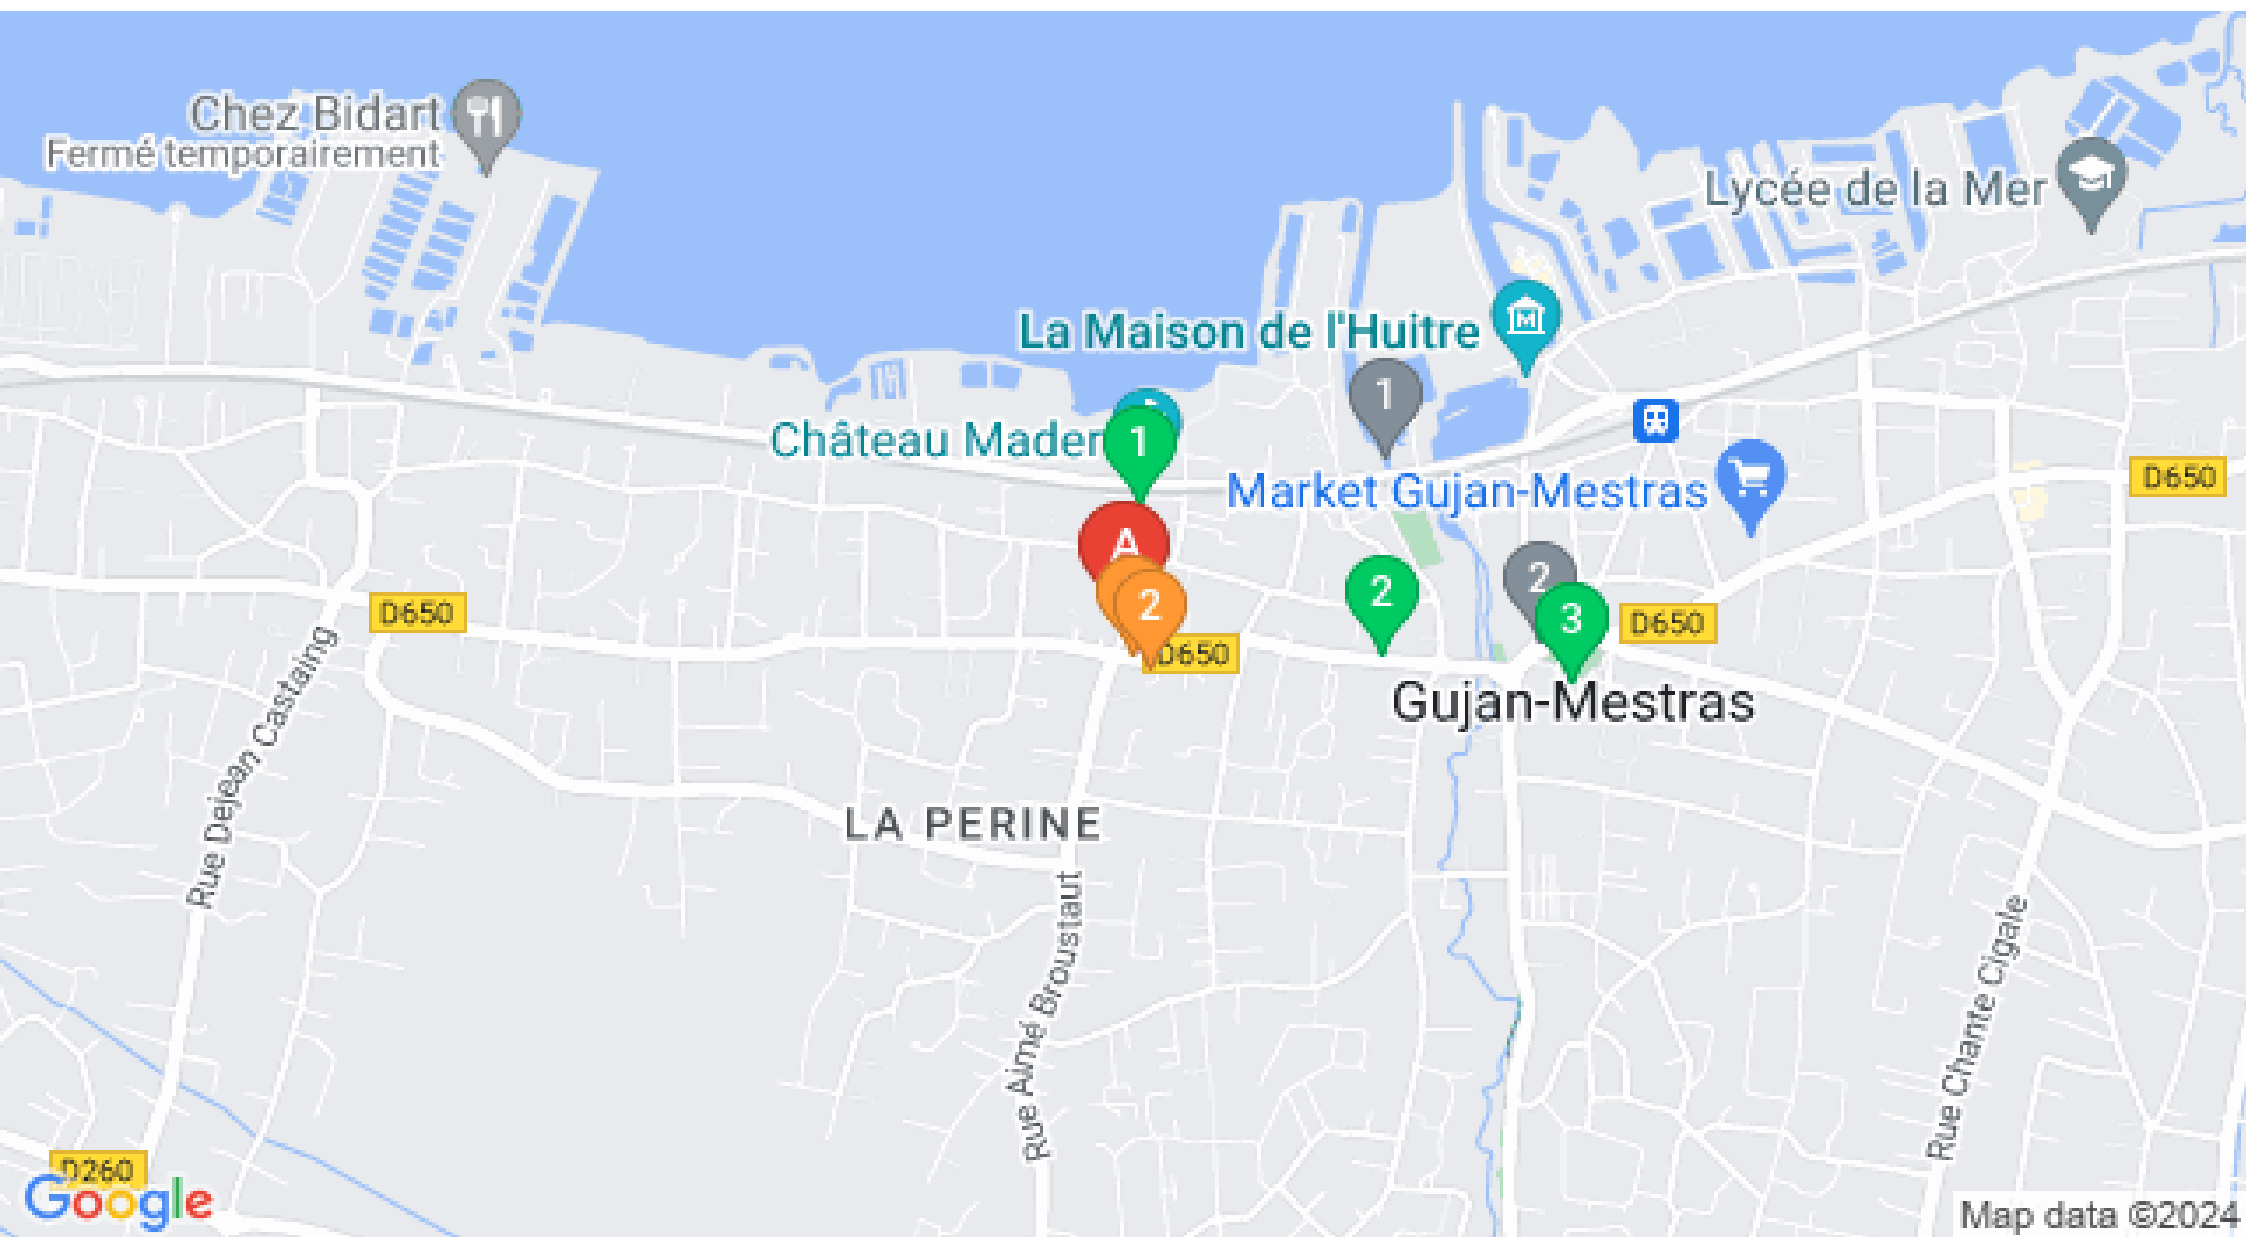 Chez Bidart
Fermé temporairement
Lycée de la Mer
La Maison de l'Huitre
1
Château Mader
1
D650
Market Gujan-Mestras
A
2
2
2
3
D650
D650
D650
Gujan-Mestras
Rue Dejean Castaing
LA PERINE
Rue Aimé Broustaut
Rue Chante Cigale
D260
Google
Map data ©2024